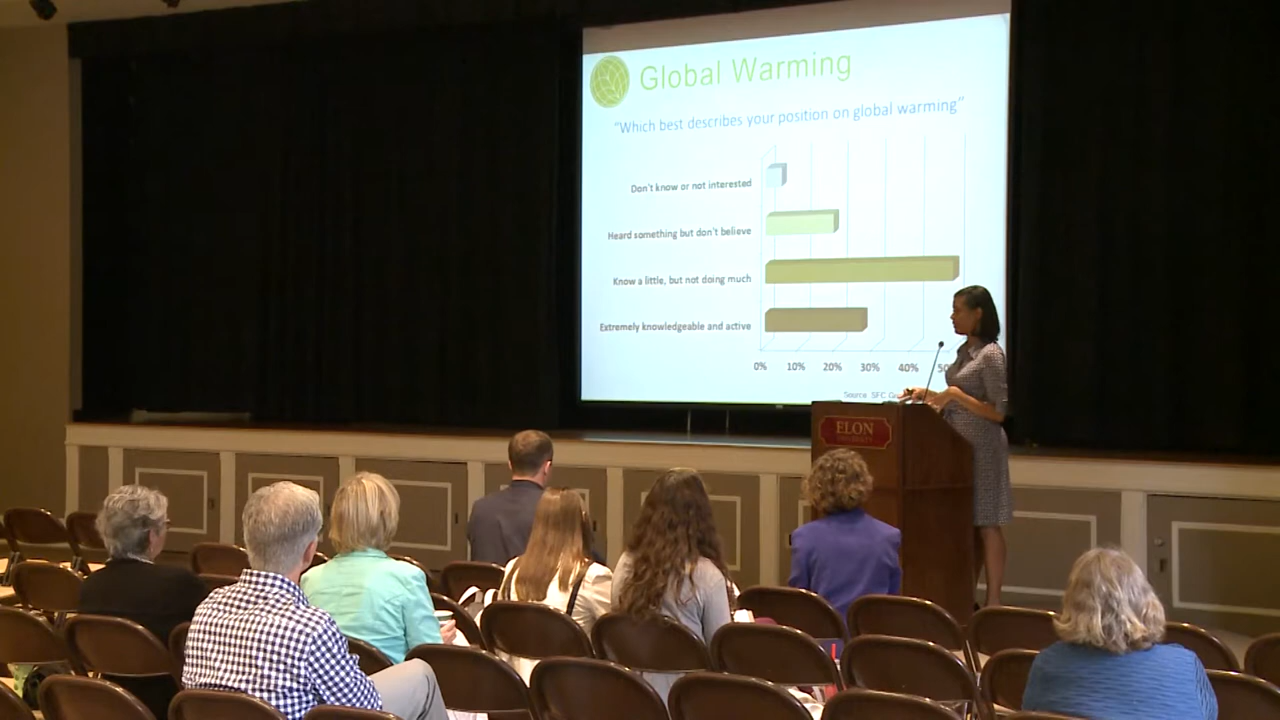 Global Warming
“Which best describes your position on global warming”
Don't know or not interested
Heard something but don't believe
Know a little, but not doing much
Extremely knowledgeable and active
0% 10% 20% 30% 40%
Source SFC
ELON
UNIVERSITY